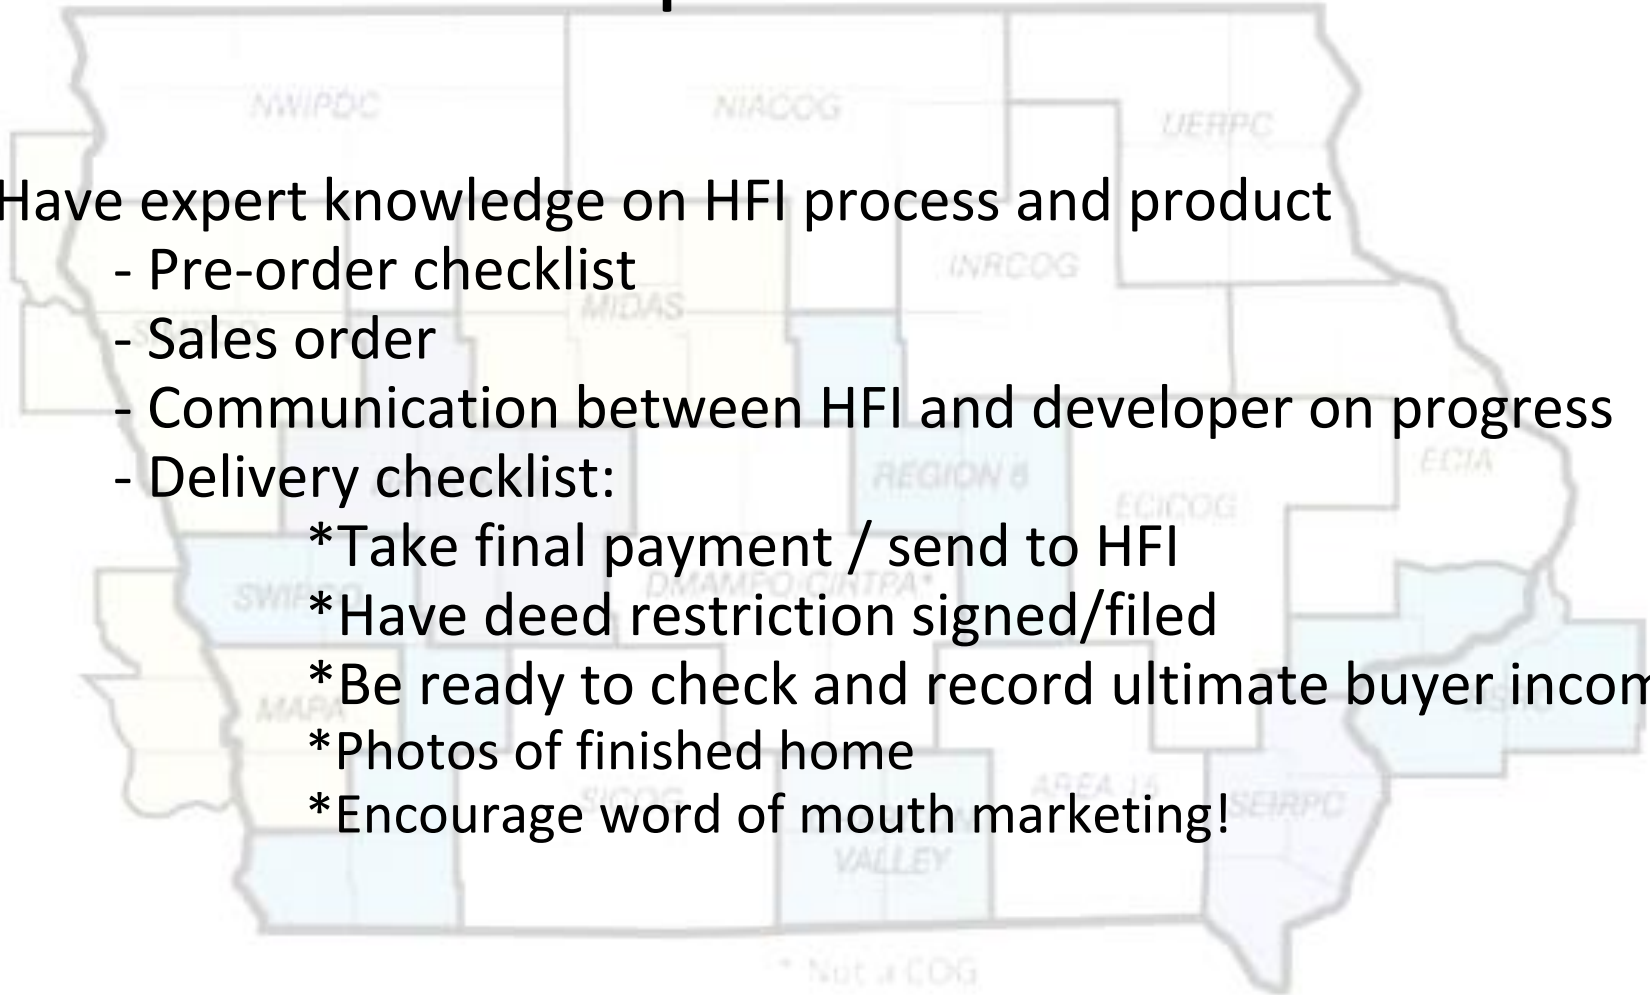 NWIPDC NIACOG UERPC
Have expert knowledge on HFI process and product
- Pre-order checklist INRCOG
MIDAS
- Sales order
- Communication between HFI and developer on progress
- Delivery checklist: REGION 6 ECIA
ECICOG
*Take final payment / send to HFI
DMAMPO/CIRTPA*
*Have deed restriction signed/filed
*Be ready to check and record ultimate buyer incom
MAPA
*Photos of finished home
AREA 15
SICOG SEIRPC
*Encourage word of mouth marketing!
VALLEY
* Not a COG